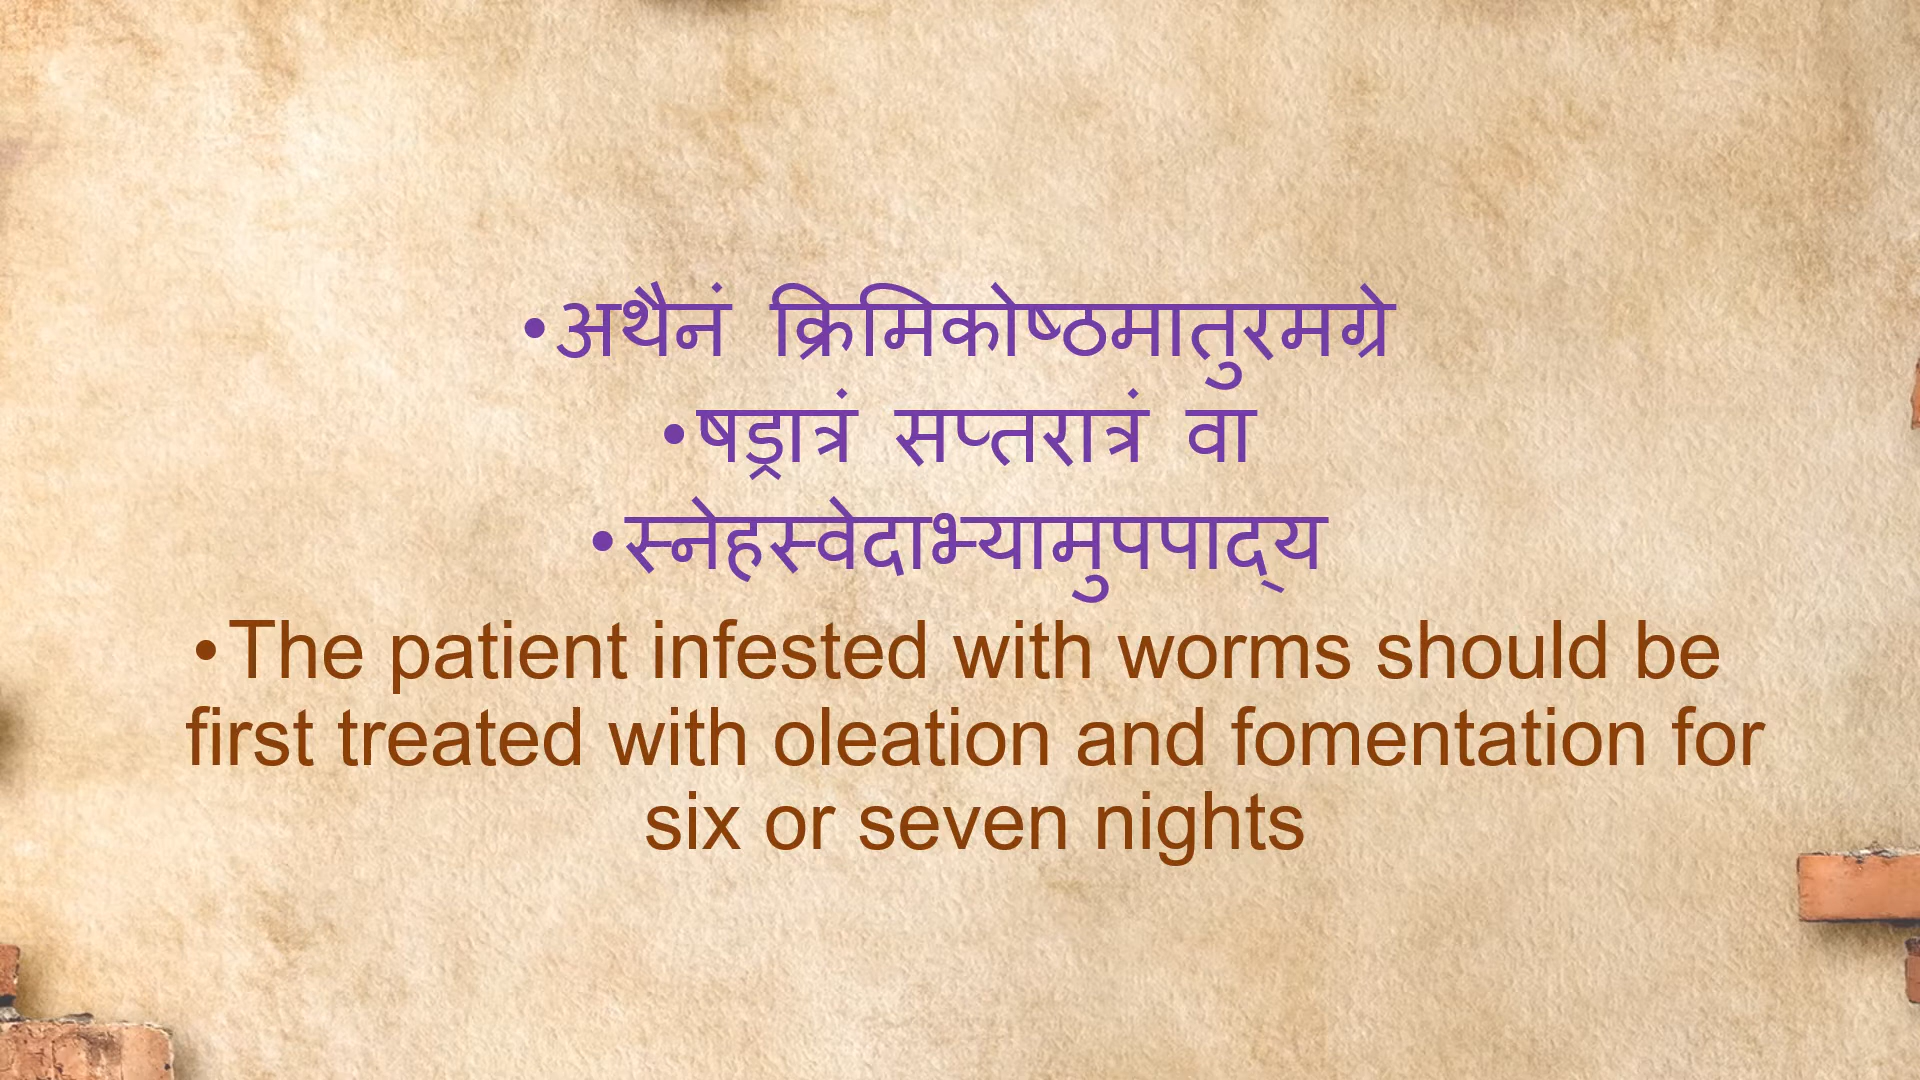 •अथैनं क्रिमिकोष्ठमातुरमग्रे
•षड्रात्रं सप्तरात्रं वा
•स्नेहस्वेदाभ्यामुपपाद्य
•The patient infested with worms should be
first treated with oleation and fomentation for
six or seven nights